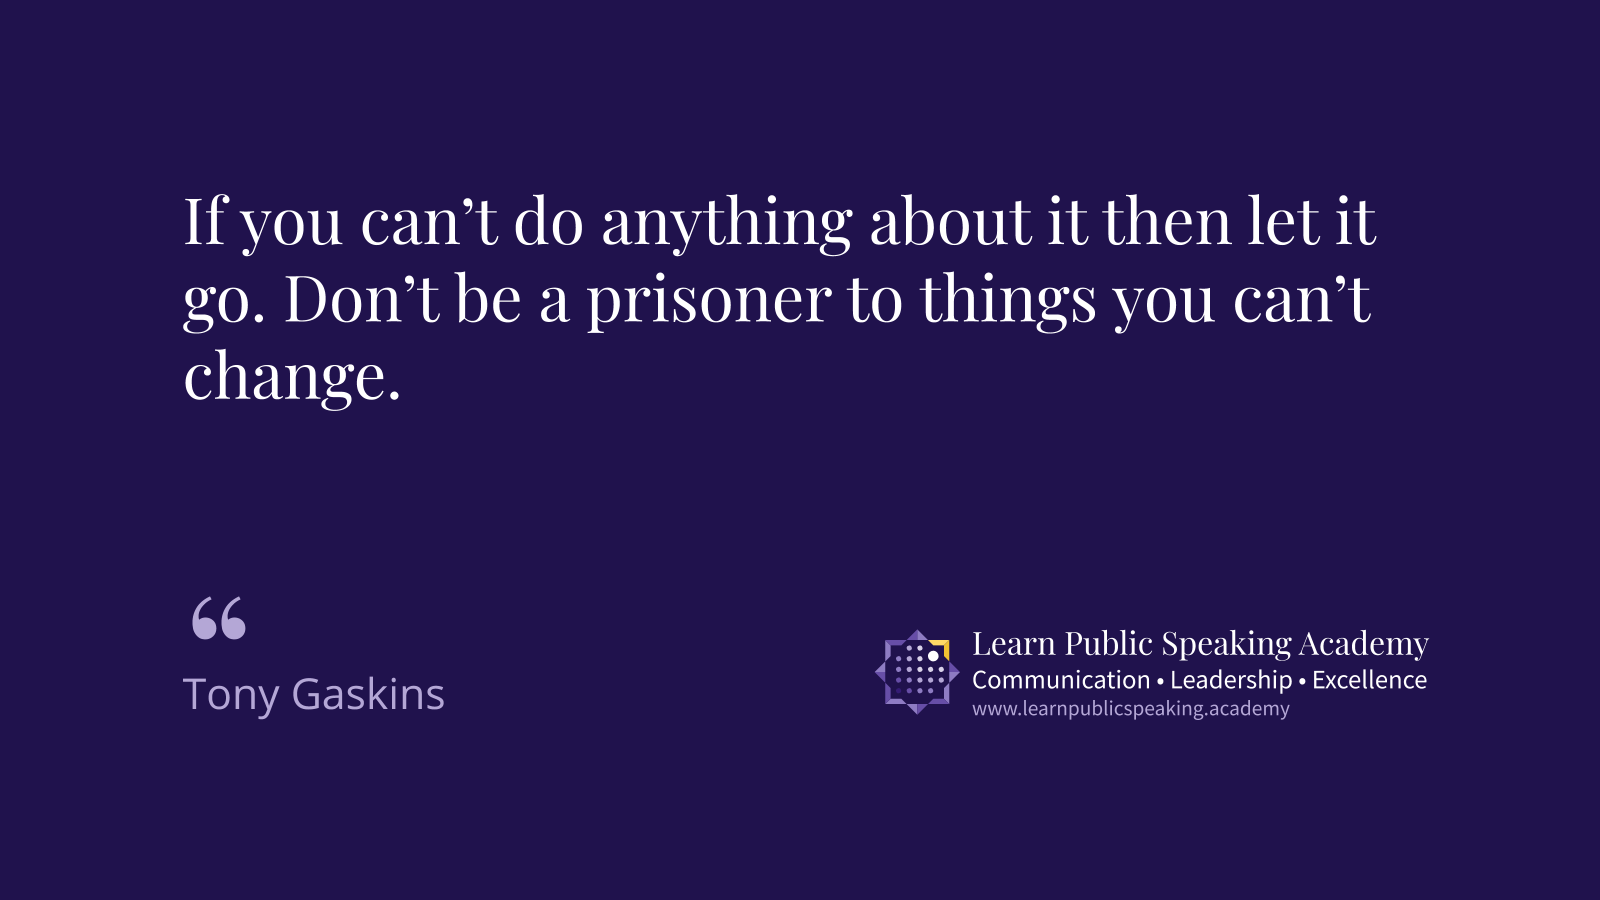 If you can’t do anything about it then let it
go. Don’t be a prisoner to things you can’t
change.
“
Tony Gaskins
Learn Public Speaking Academy
Communication • Leadership • Excellence
www.learnpublicspeaking.academy